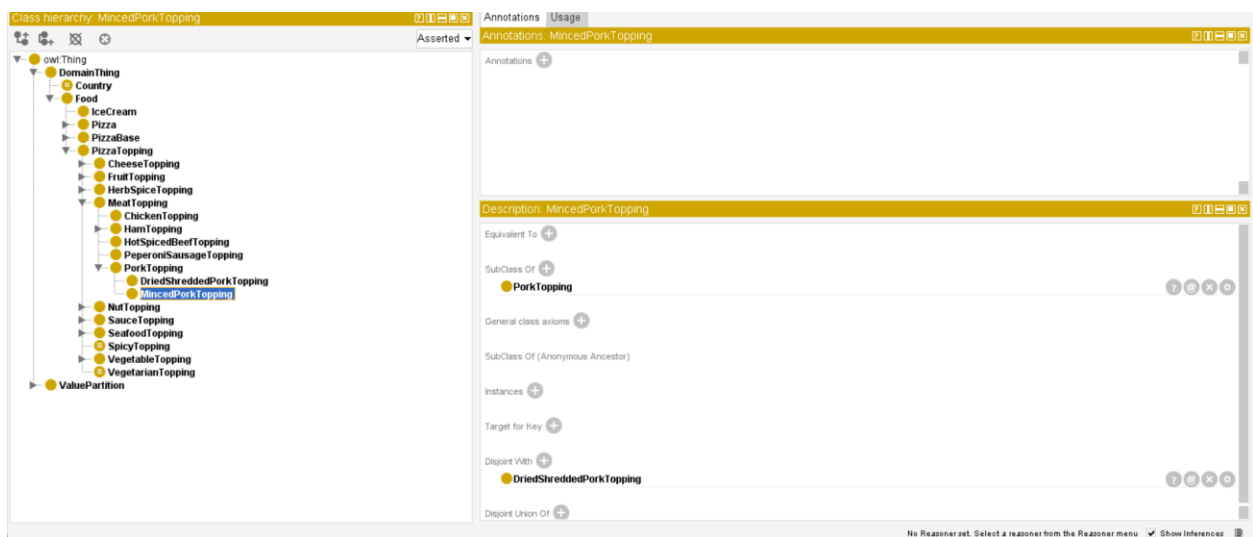 Class hierarchy: MincedPorkTopping
Asserted
owl:Thing
DomainThing
Country
Food
IceCream
Pizza
PizzaBase
PizzaTopping
CheeseTopping
FruitTopping
HerbSpiceTopping
MeatTopping
ChickenTopping
HamTopping
HotSpicedBeefTopping
PeperoniSausageTopping
PorkTopping
DriedShreddedPorkTopping
MincedPorkTopping
NutTopping
SauceTopping
SeafoodTopping
SpicyTopping
VegetableTopping
VegetarianTopping
ValuePartition
Annotations Usage
Annotations: MincedPorkTopping
Annotations
Description: MincedPorkTopping
Equivalent To
SubClass Of
PorkTopping
General class axioms
SubClass Of (Anonymous Ancestor)
Instances
Target for Key
Disjoint With
DriedShreddedPorkTopping
Disjoint Union Of
No Reasoner set. Select a reasoner from the Reasoner menu Show Inferences